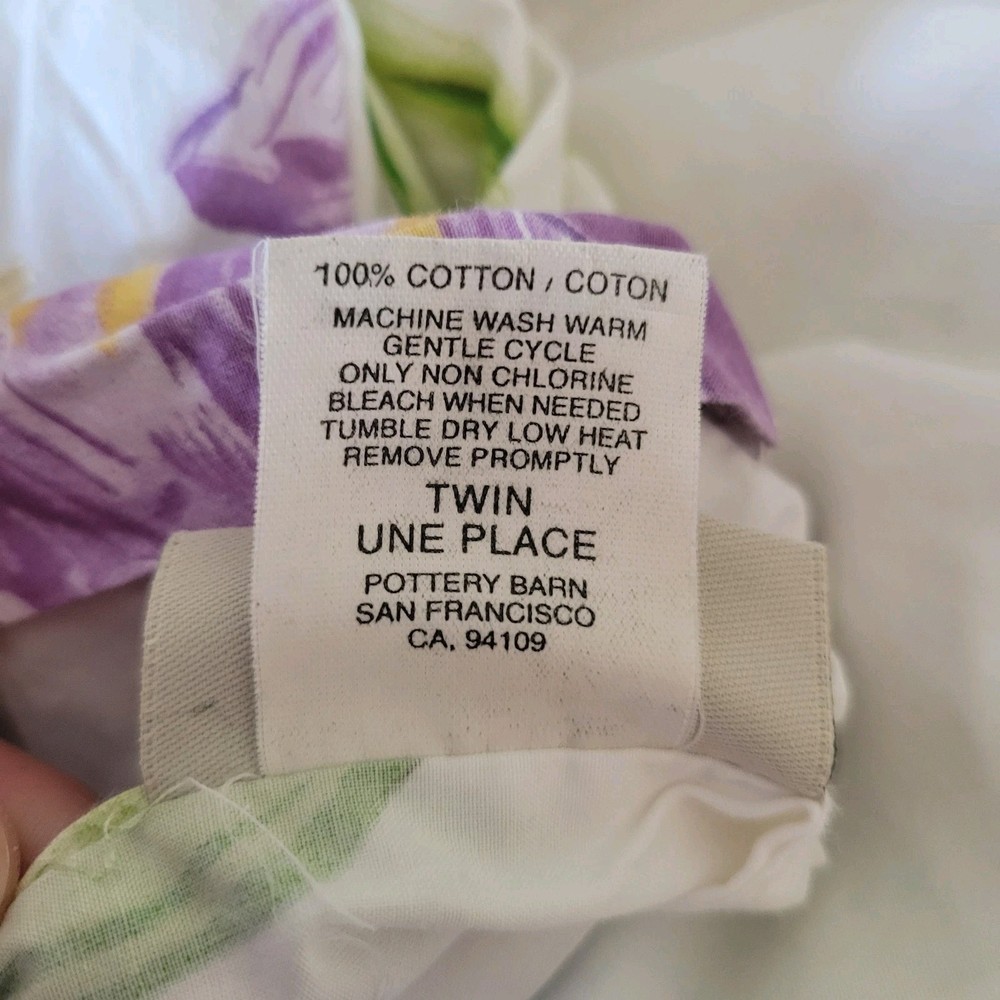 100% COTTON / COTON
MACHINE WASH WARM
GENTLE CYCLE
ONLY NON CHLORINE
BLEACH WHEN NEEDED
TUMBLE DRY LOW HEAT
REMOVE PROMPTLY
TWIN
UNE PLACE
POTTERY BARN
SAN FRANCISCO
CA, 94109